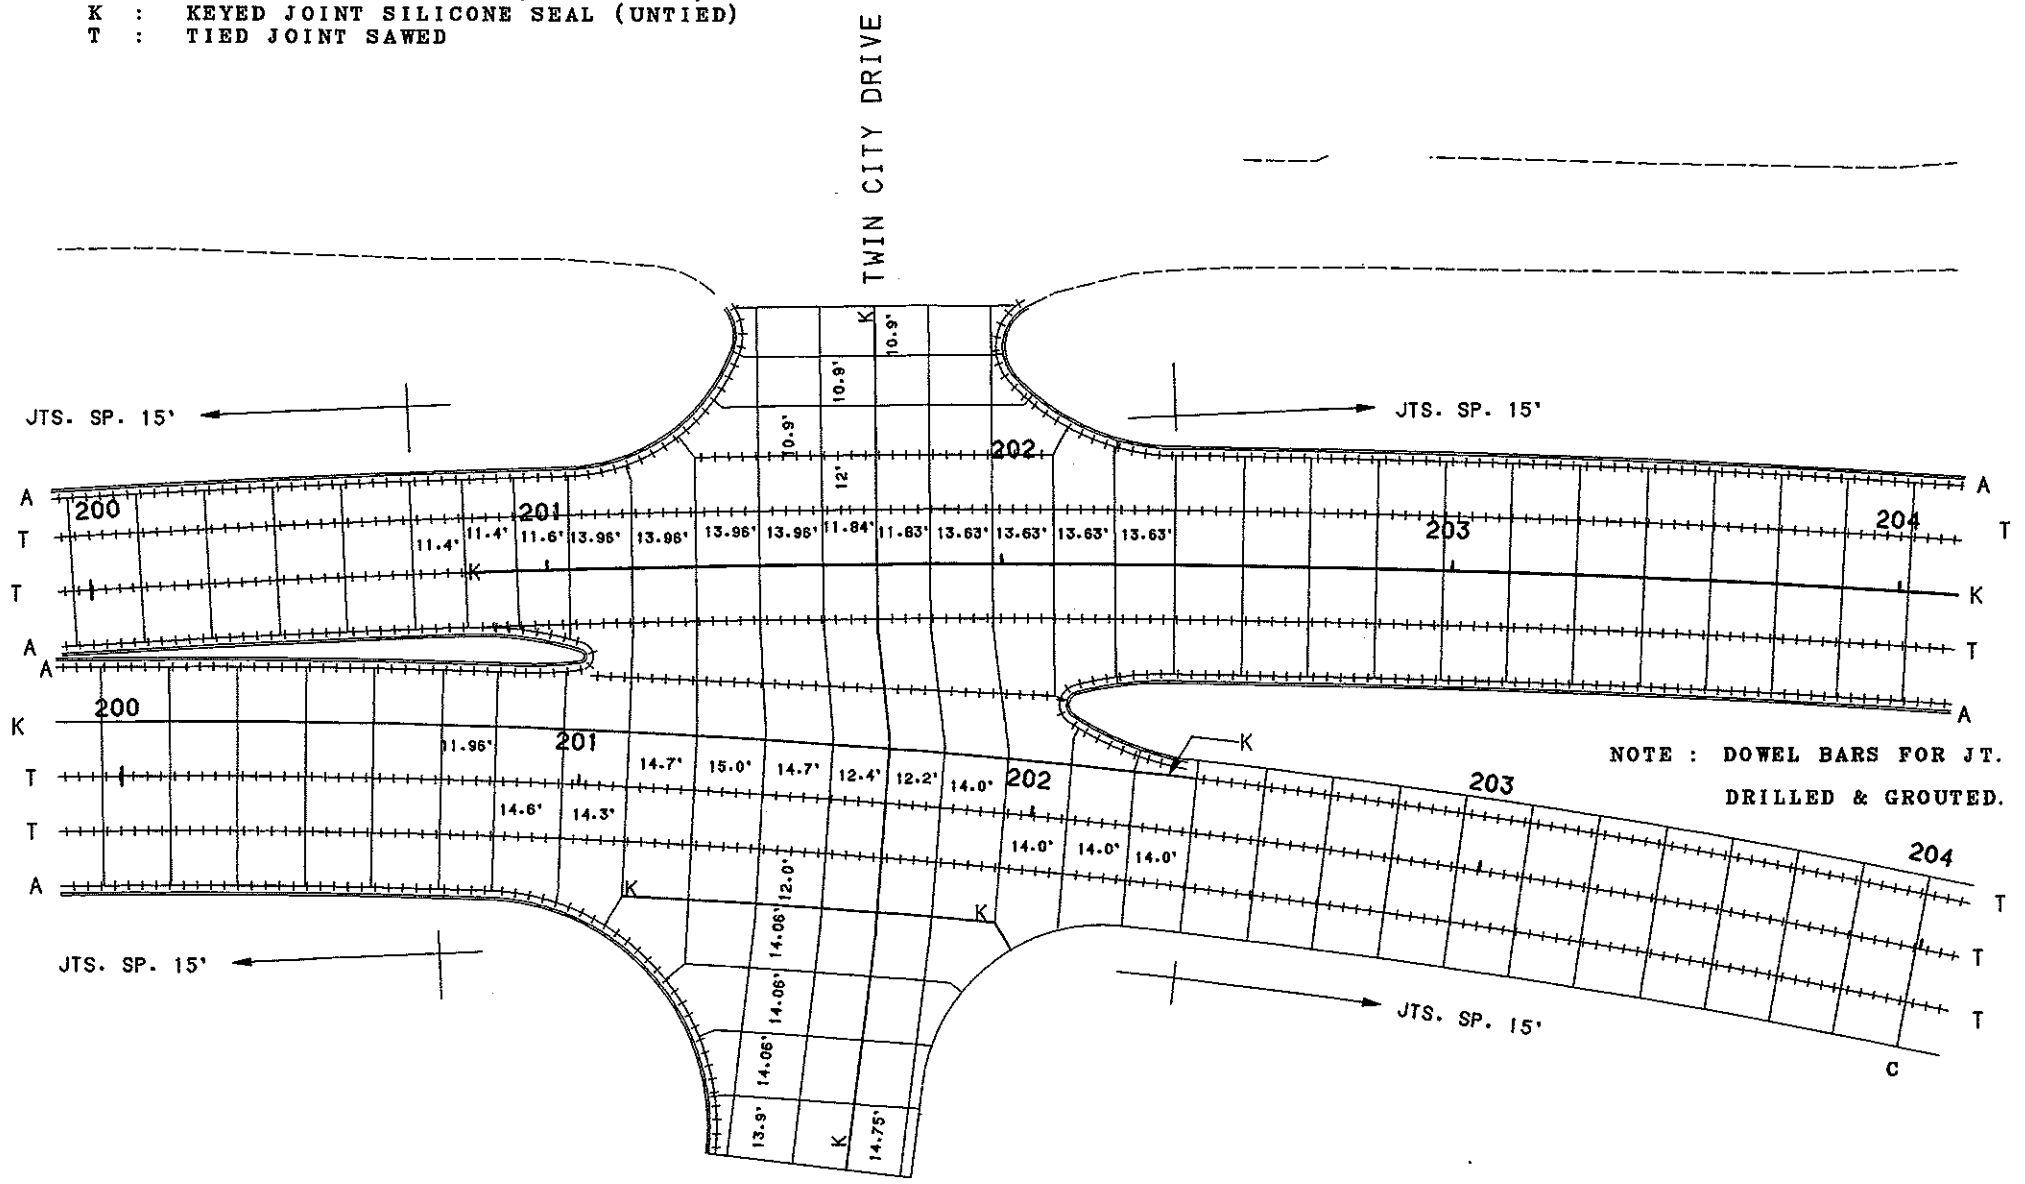 K : KEYED JOINT SILICONE SEAL (UNTIED)
T : TIED JOINT SAWED
TWIN CITY DRIVE
K
10.9'
10.9'
10.9'
12'
JTS. SP. 15'
JTS. SP. 15'
A
200
201
202
A
T
11.4'
11.4'
11.6'
13.96'
13.96'
13.96'
13.96'
11.84'
11.63'
13.63'
13.63'
13.63'
13.63'
203
204
T
T
K
K
A
T
A
A
K
200
11.96'
201
K
T
14.7'
15.0'
14.7'
12.4'
12.2'
14.0'
202
203
NOTE : DOWEL BARS FOR JT.
DRILLED & GROUTED.
14.6'
14.3'
T
14.0'
14.0'
14.0'
204
A
K
12.0'
K
T
14.06'
T
JTS. SP. 15'
14.06'
JTS. SP. 15'
T
14.06'
C
13.9'
K
14.75'